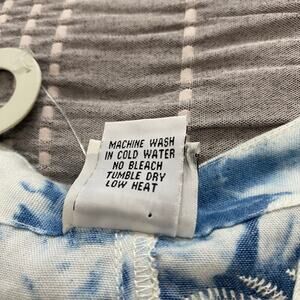 MACHINE WASH
IN COLD WATER
NO BLEACH
TUMBLE DRY
LOW HEAT